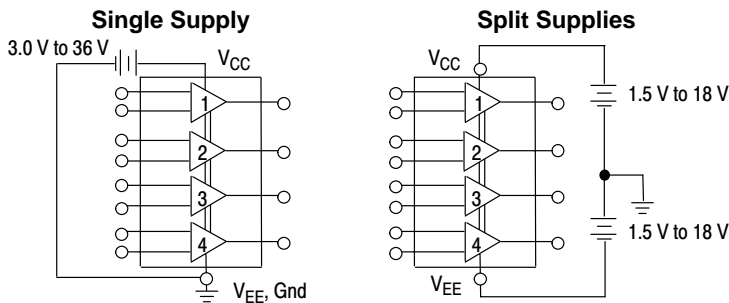 Single Supply
3.0 V to 36 V
VCC
1
2
3
4
VEE, Gnd
Split Supplies
VCC
1
2
3
4
VEE
1.5 V to 18 V
1.5 V to 18 V